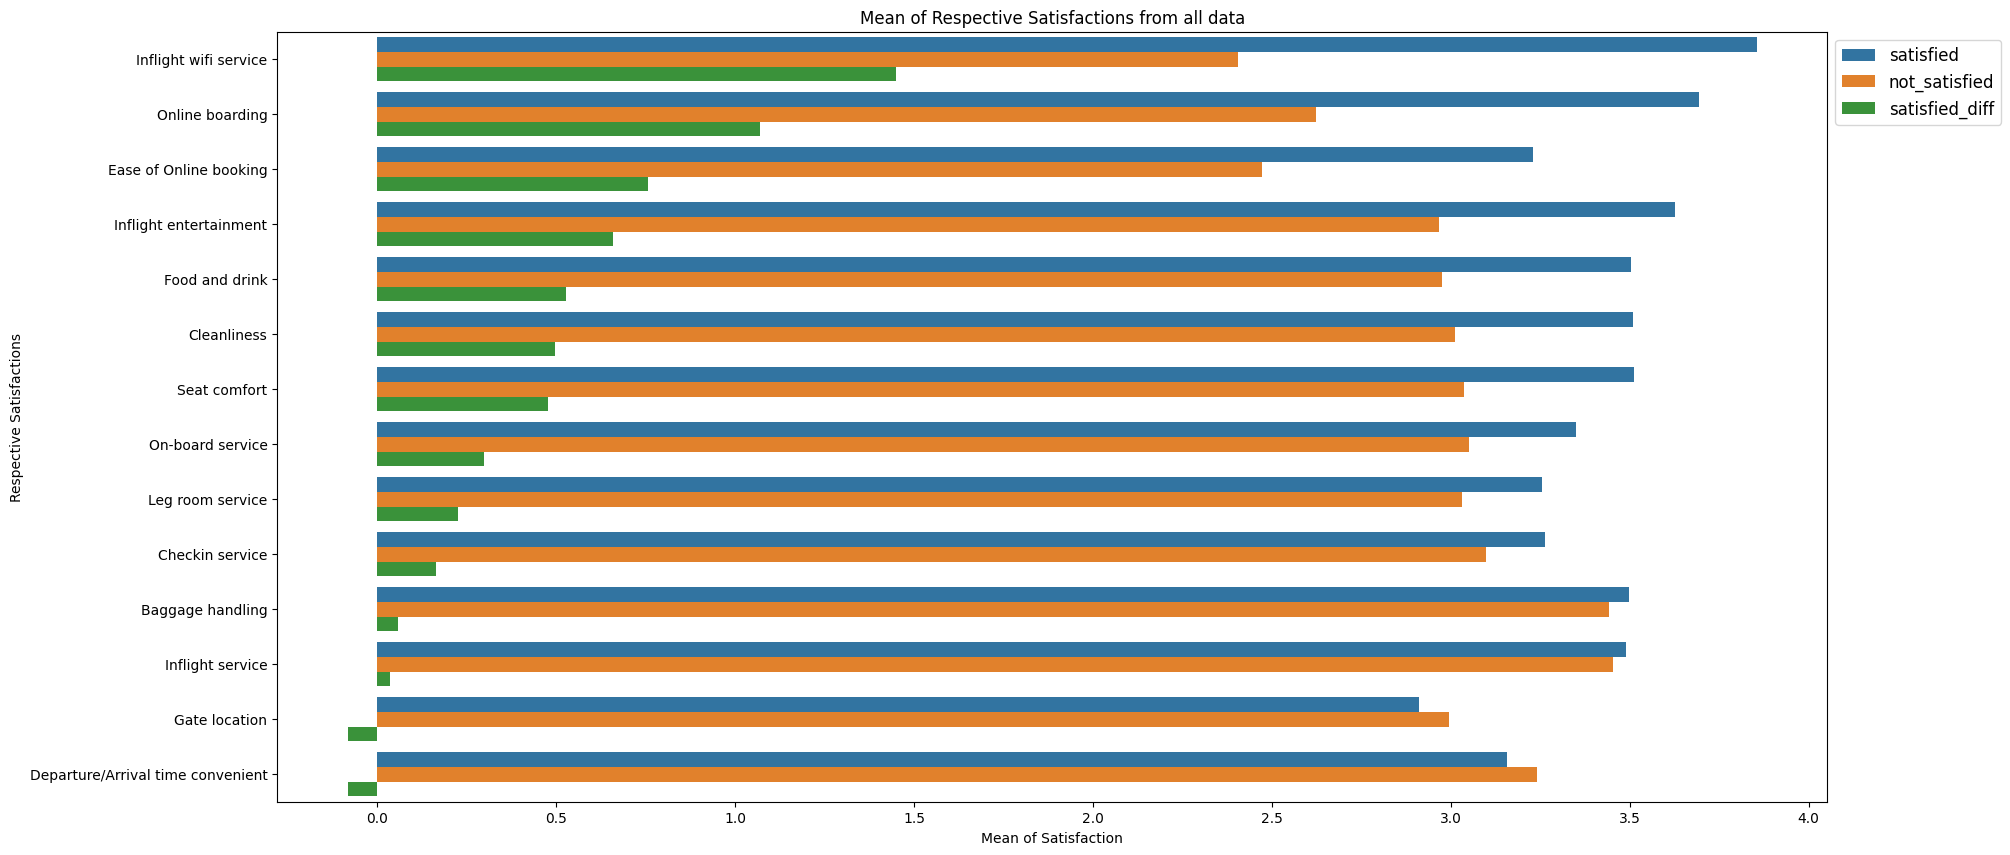 Mean of Respective Satisfactions from all data
Inflight wifi service
Online boarding
Ease of Online booking
Inflight entertainment
Food and drink
Cleanliness
Seat comfort
On-board service
Leg room service
Checkin service
Baggage handling
Inflight service
Gate location
Departure/Arrival time convenient
Respective Satisfactions
0.0 0.5 1.0 1.5 2.0 2.5 3.0 3.5 4.0
Mean of Satisfaction
satisfied
not_satisfied
satisfied_diff